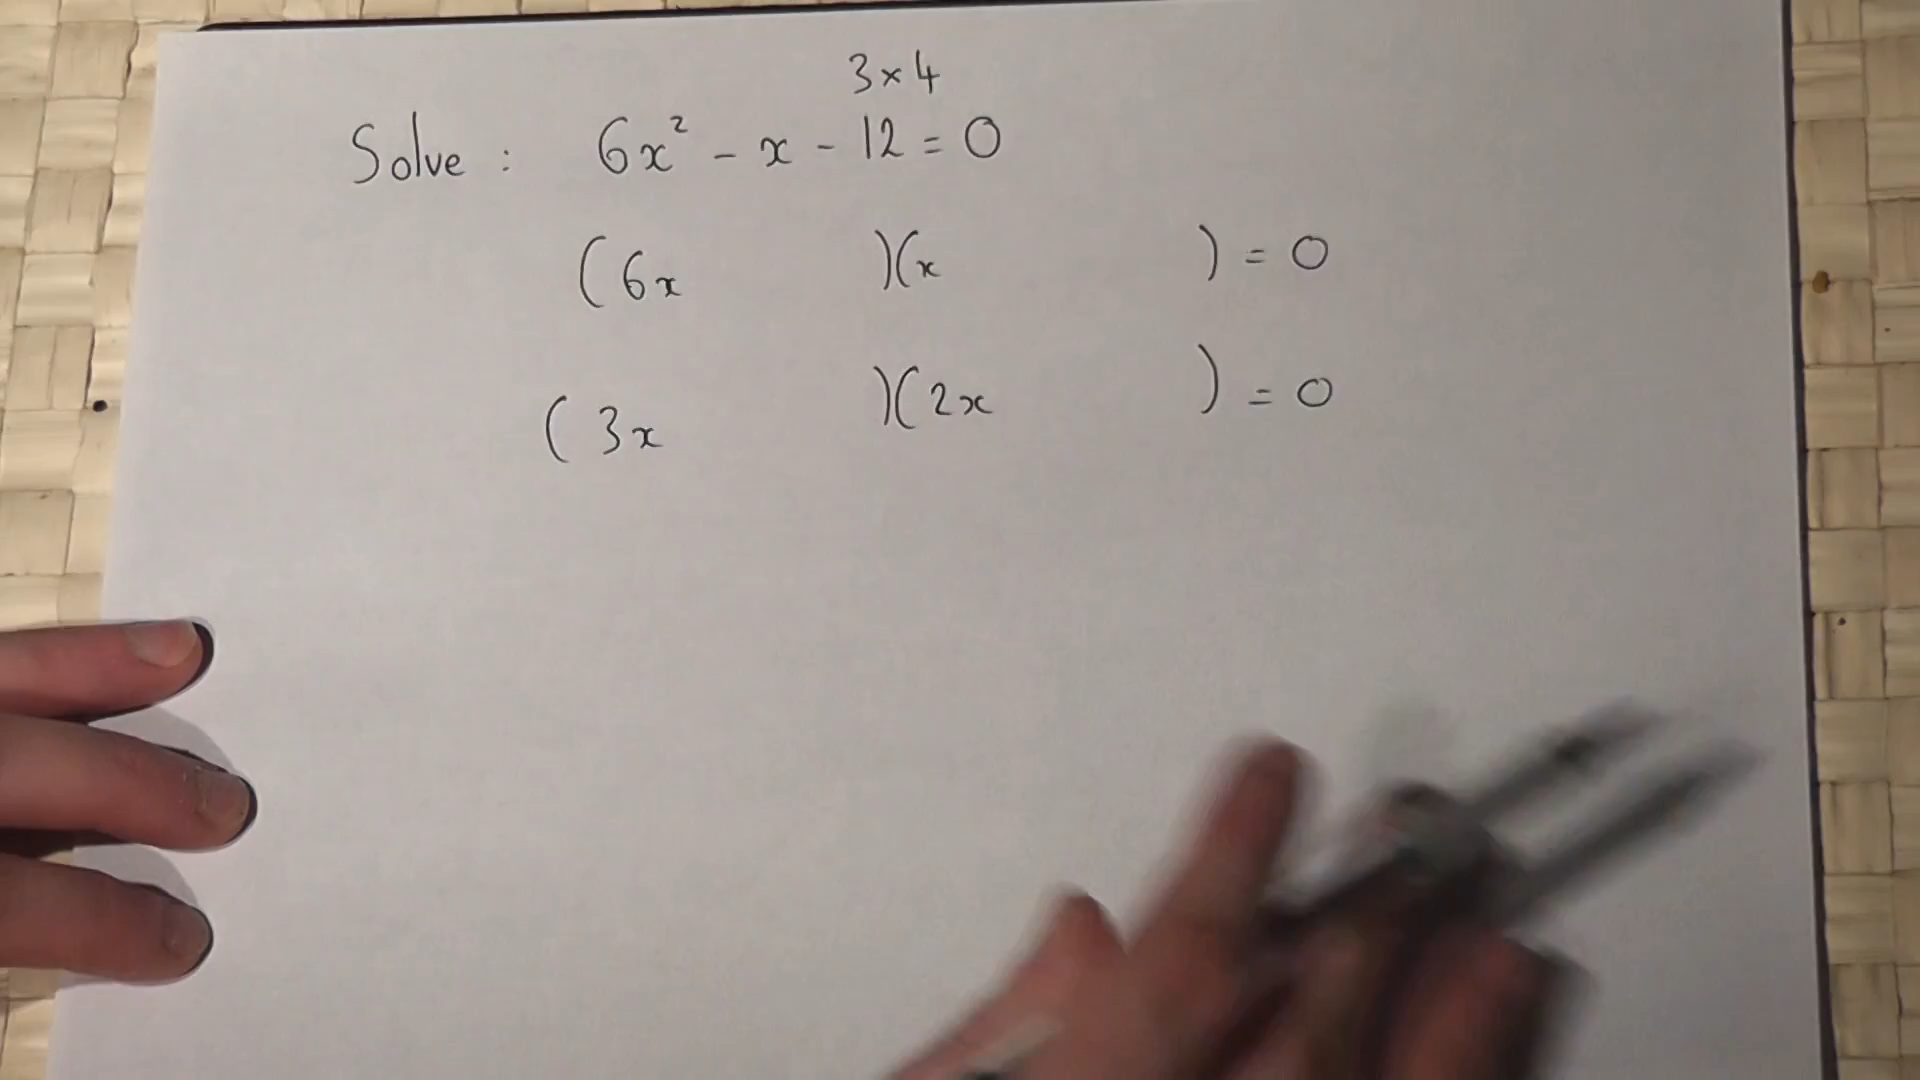 3 × 4
Solve : 6x² - x - 12 = 0
( 6x )( x ) = 0
( 3x )( 2x ) = 0